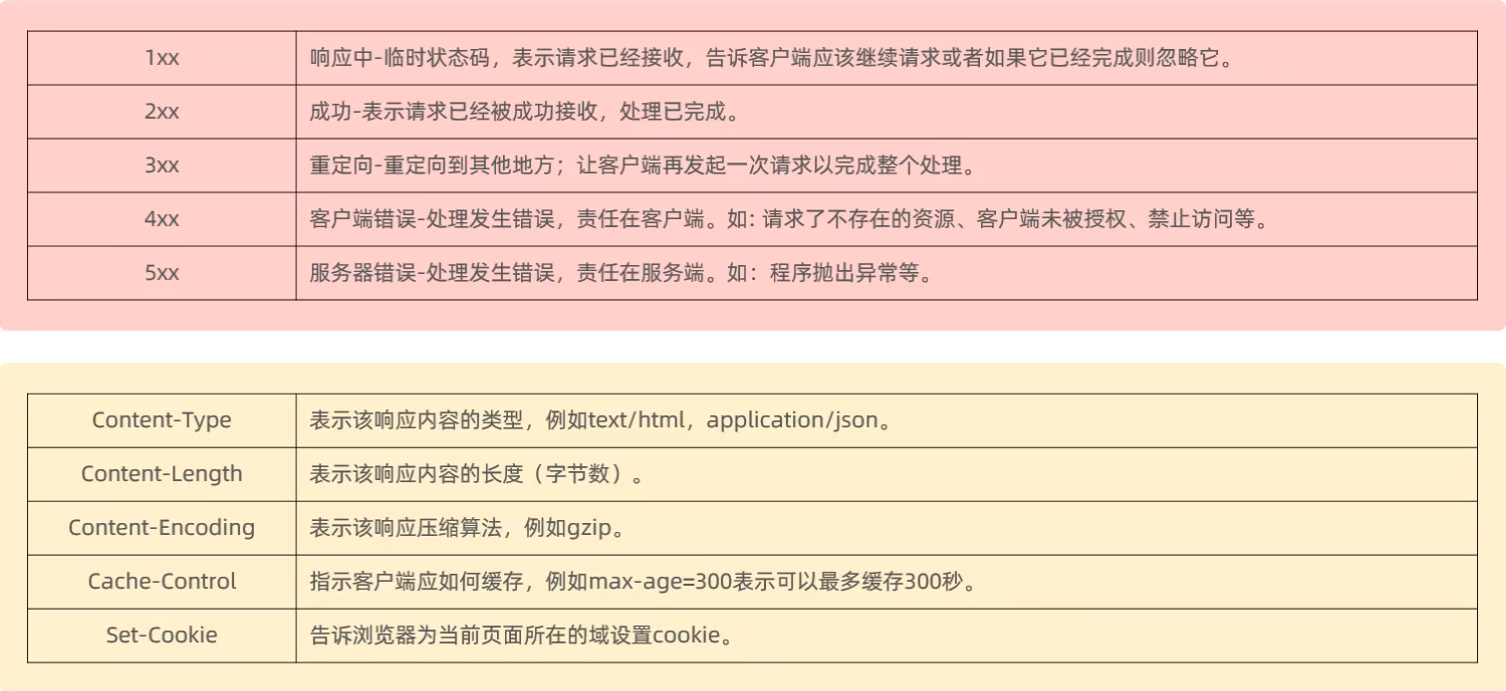 1xx 响应中-临时状态码，表示请求已经接收，告诉客户端应该继续请求或者如果它已经完成则忽略它。
2xx 成功-表示请求已经被成功接收，处理已完成。
3xx 重定向-重定向到其他地方；让客户端再发起一次请求以完成整个处理。
4xx 客户端错误-处理发生错误，责任在客户端。如: 请求了不存在的资源、客户端未被授权、禁止访问等。
5xx 服务器错误-处理发生错误，责任在服务端。如：程序抛出异常等。
Content-Type 表示该响应内容的类型，例如text/html，application/json。
Content-Length 表示该响应内容的长度（字节数）。
Content-Encoding 表示该响应压缩算法，例如gzip。
Cache-Control 指示客户端应如何缓存，例如max-age=300表示可以最多缓存300秒。
Set-Cookie 告诉浏览器为当前页面所在的域设置cookie。